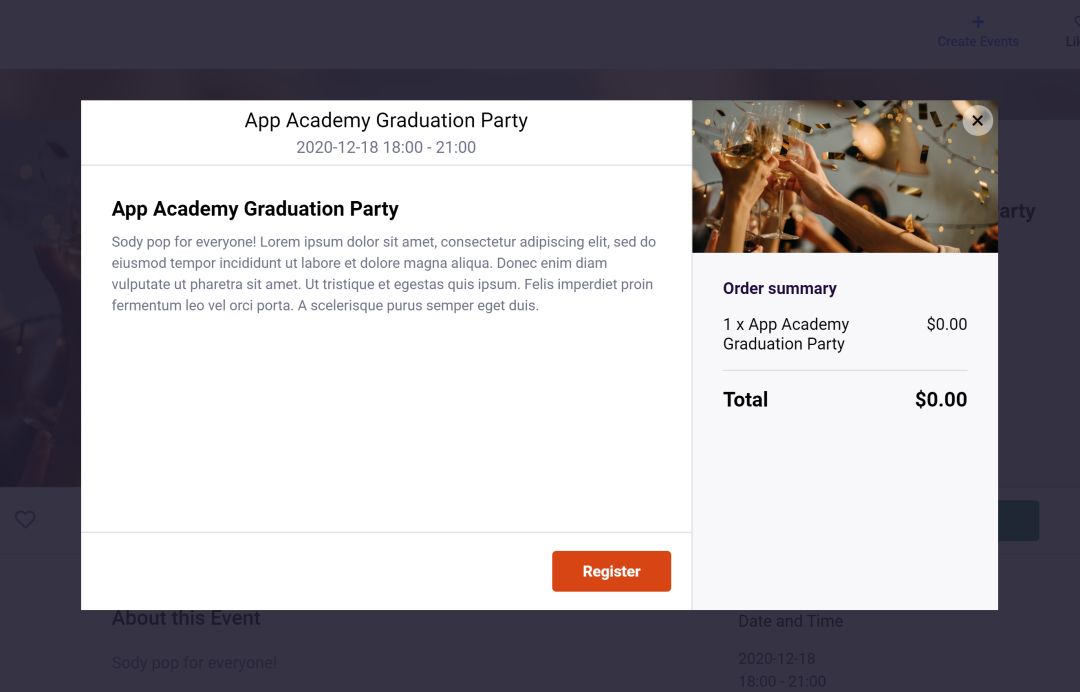 Create Events
App Academy Graduation Party
2020-12-18 18:00 - 21:00
App Academy Graduation Party
Sody pop for everyone! Lorem ipsum dolor sit amet, consectetur adipiscing elit, sed do
eiusmod tempor incididunt ut labore et dolore magna aliqua. Donec enim diam
vulputate ut pharetra sit amet. Ut tristique et egestas quis ipsum. Felis imperdiet proin
fermentum leo vel orci porta. A scelerisque purus semper eget duis.
Register
Order summary
1 x App Academy $0.00
Graduation Party
Total $0.00
About this Event
Sody pop for everyone!
Date and Time
2020-12-18
18:00 - 21:00